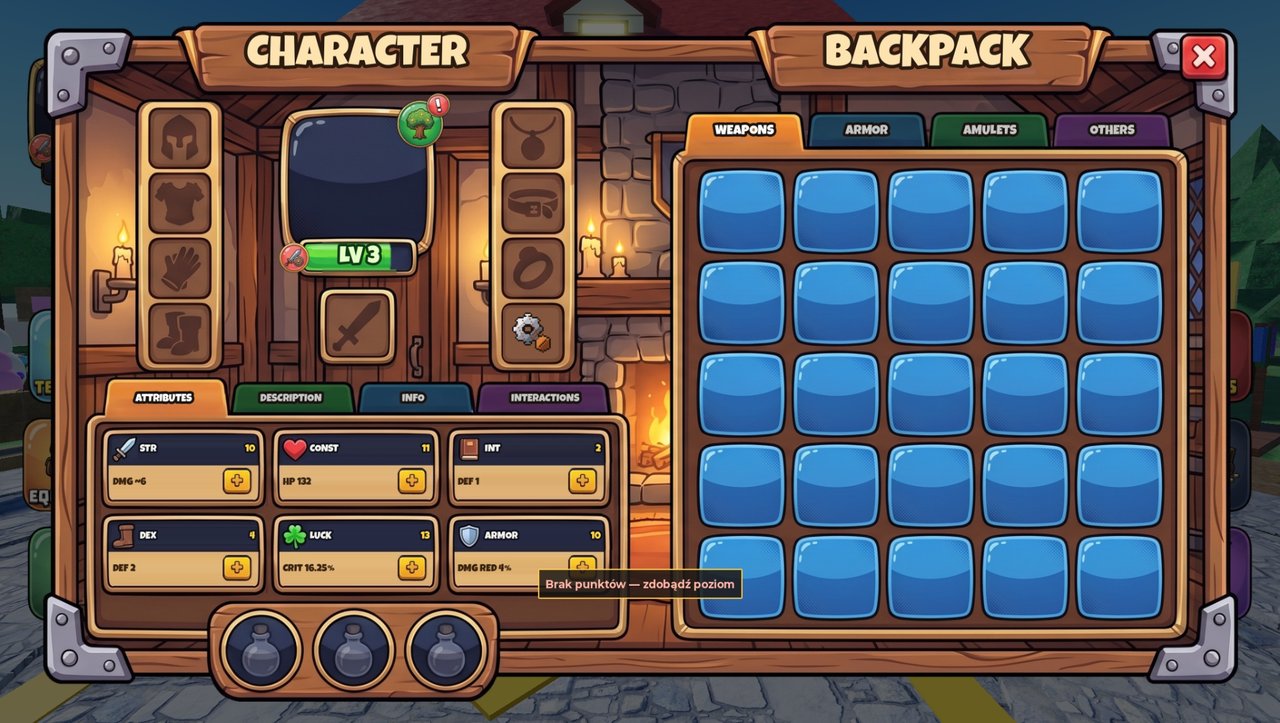 CHARACTER
BACKPACK
WEAPONS
ARMOR
AMULETS
OTHERS
!
LV 3
ATTRIBUTES
DESCRIPTION
INFO
INTERACTIONS
STR 10
DMG ~6
CONST 11
HP 132
INT 2
DEF 1
DEX 4
DEF 2
LUCK 13
CRIT 16.25%
ARMOR 10
DMG RED 4%
Brak punktów — zdobądź poziom
TE
EQ
S